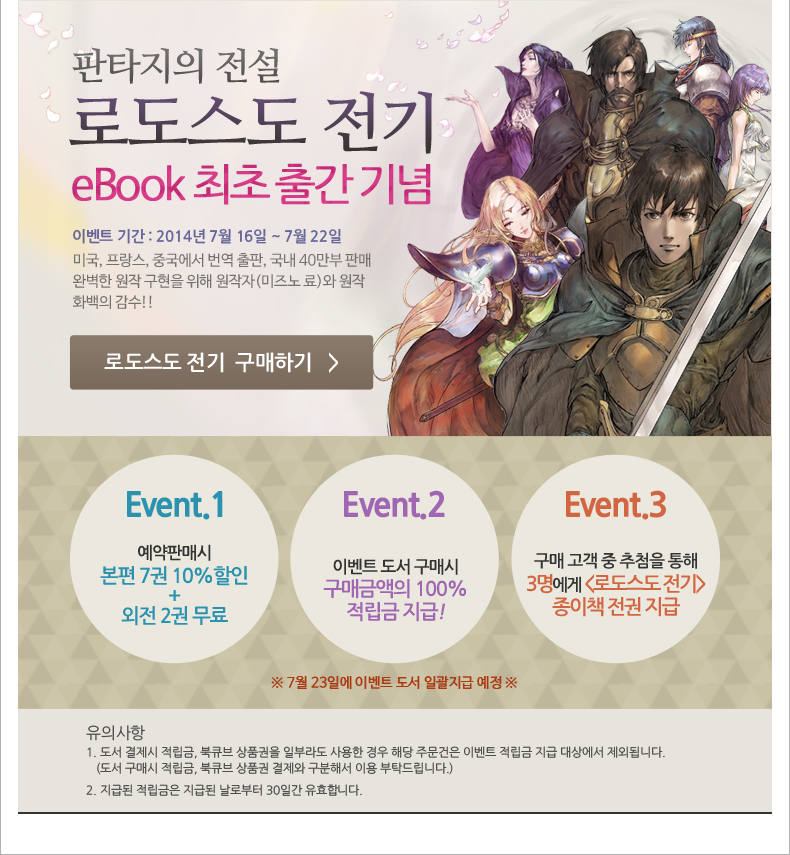 판타지의 전설
로도스도 전기
eBook 최초 출간 기념
이벤트 기간 : 2014년 7월 16일 ~ 7월 22일
미국, 프랑스, 중국에서 번역 출판, 국내 40만부 판매
완벽한 원작 구현을 위해 원작자(미즈노 료)와 원작
화백의 감수!!
로도스도 전기 구매하기 >
Event.1
예약판매시
본편 7권 10%할인
+
외전 2권 무료
Event.2
이벤트 도서 구매시
구매금액의 100%
적립금 지급!
Event.3
구매 고객 중 추첨을 통해
3명에게 <로도스도 전기>
종이책 전권 지급
※ 7월 23일에 이벤트 도서 일괄지급 예정 ※
유의사항
1. 도서 결제시 적립금, 북큐브 상품권을 일부라도 사용한 경우 해당 주문건은 이벤트 적립금 지급 대상에서 제외됩니다.
(도서 구매시 적립금, 북큐브 상품권 결제와 구분해서 이용 부탁드립니다.)
2. 지급된 적립금은 지급된 날로부터 30일간 유효합니다.